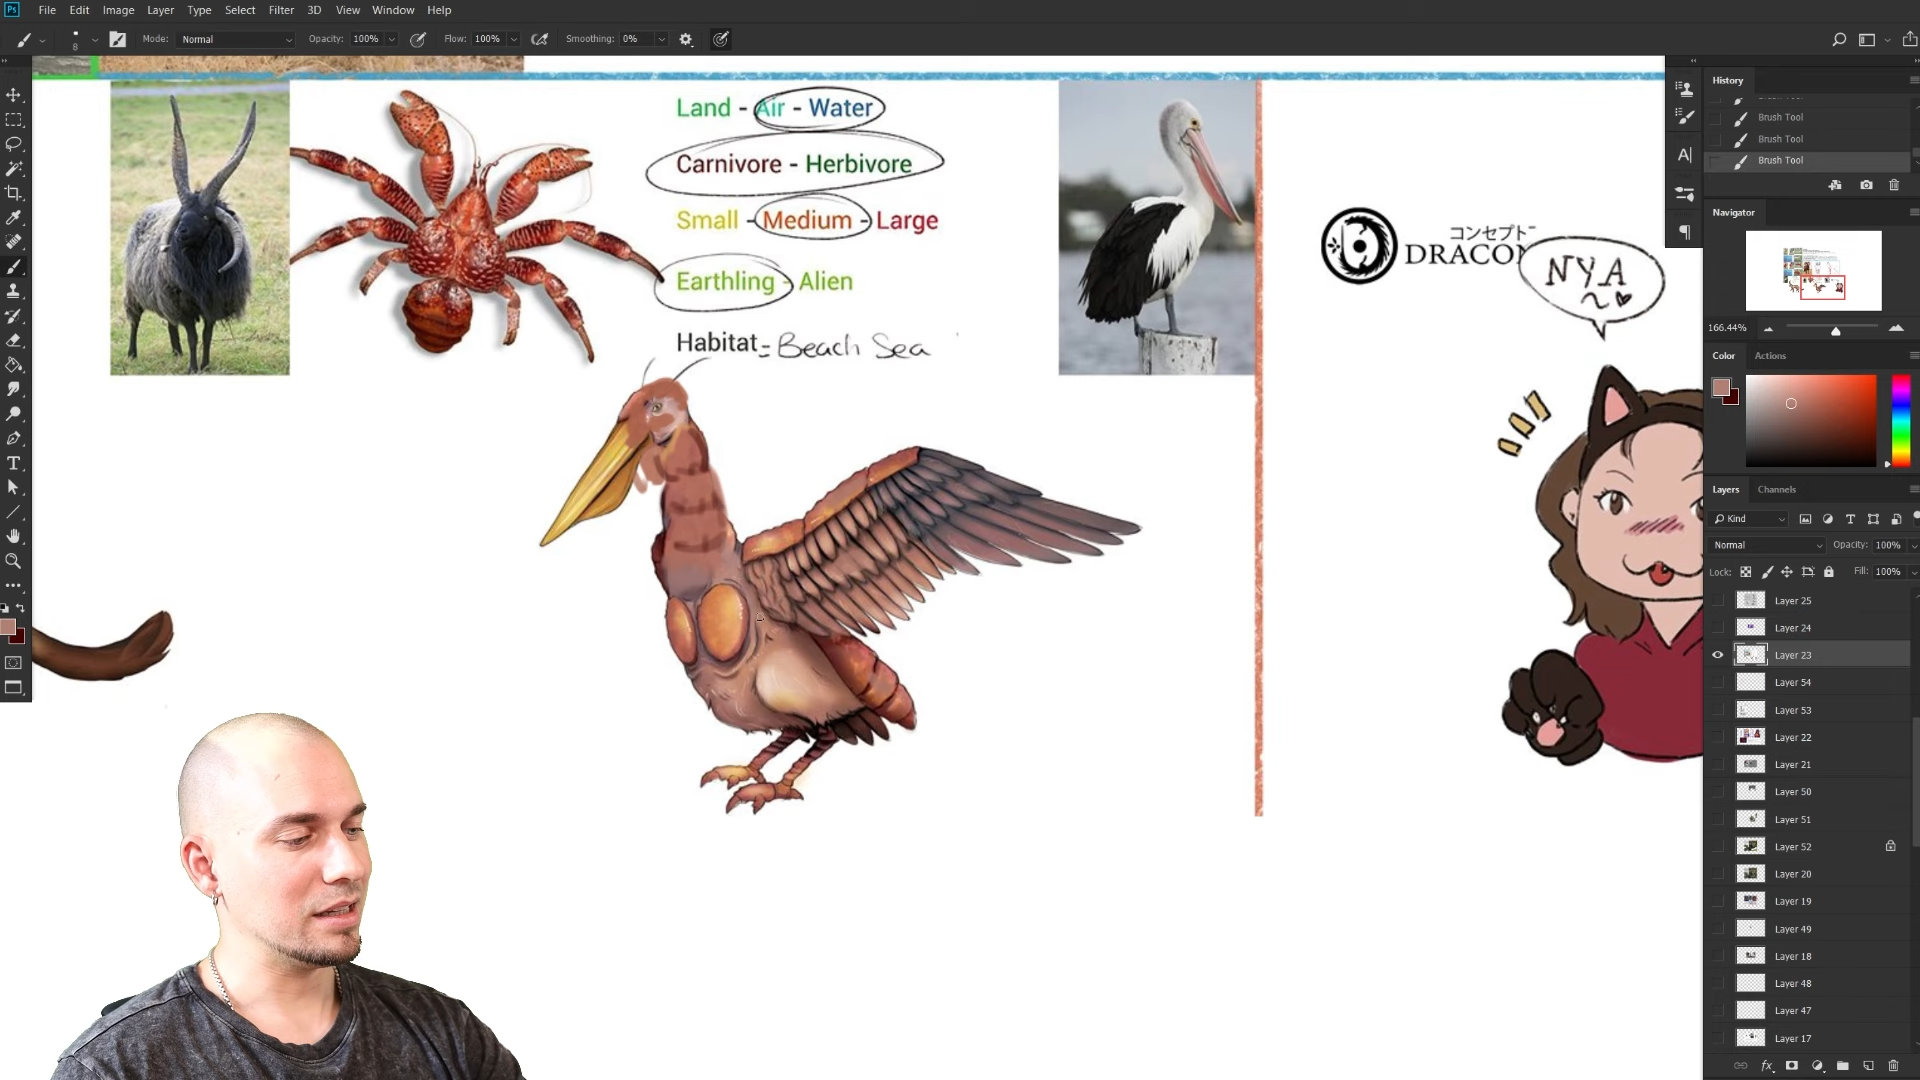 Ps File Edit Image Layer Type Select Filter 3D View Window Help
8 Mode: Normal Opacity: 100% Flow: 100% Smoothing: 0%
Land - Air - Water
Carnivore - Herbivore
Small - Medium - Large
Earthling - Alien
Habitat = Beach Sea
コンセプト
DRACON
NYA
History
Brush Tool
Brush Tool
Brush Tool
Navigator
166.44%
Color Actions
Layers Channels
Kind
Normal Opacity: 100%
Lock: Fill: 100%
Layer 25
Layer 24
Layer 23
Layer 54
Layer 53
Layer 22
Layer 21
Layer 50
Layer 51
Layer 52
Layer 20
Layer 19
Layer 49
Layer 18
Layer 48
Layer 47
Layer 17
fx